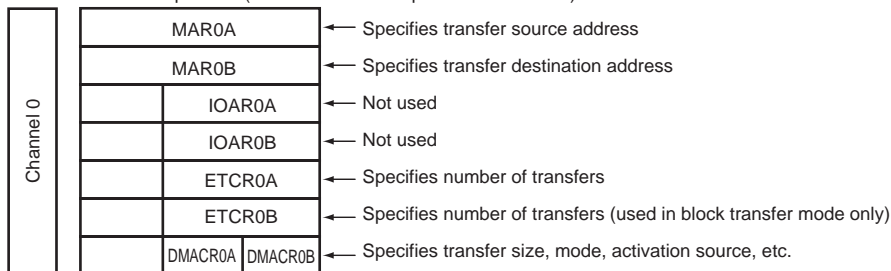 MAR0A Specifies transfer source address
MAR0B Specifies transfer destination address
IOAR0A Not used
IOAR0B Not used
ETCR0A Specifies number of transfers
ETCR0B Specifies number of transfers (used in block transfer mode only)
DMACR0A DMACR0B Specifies transfer size, mode, activation source, etc.
Channel 0